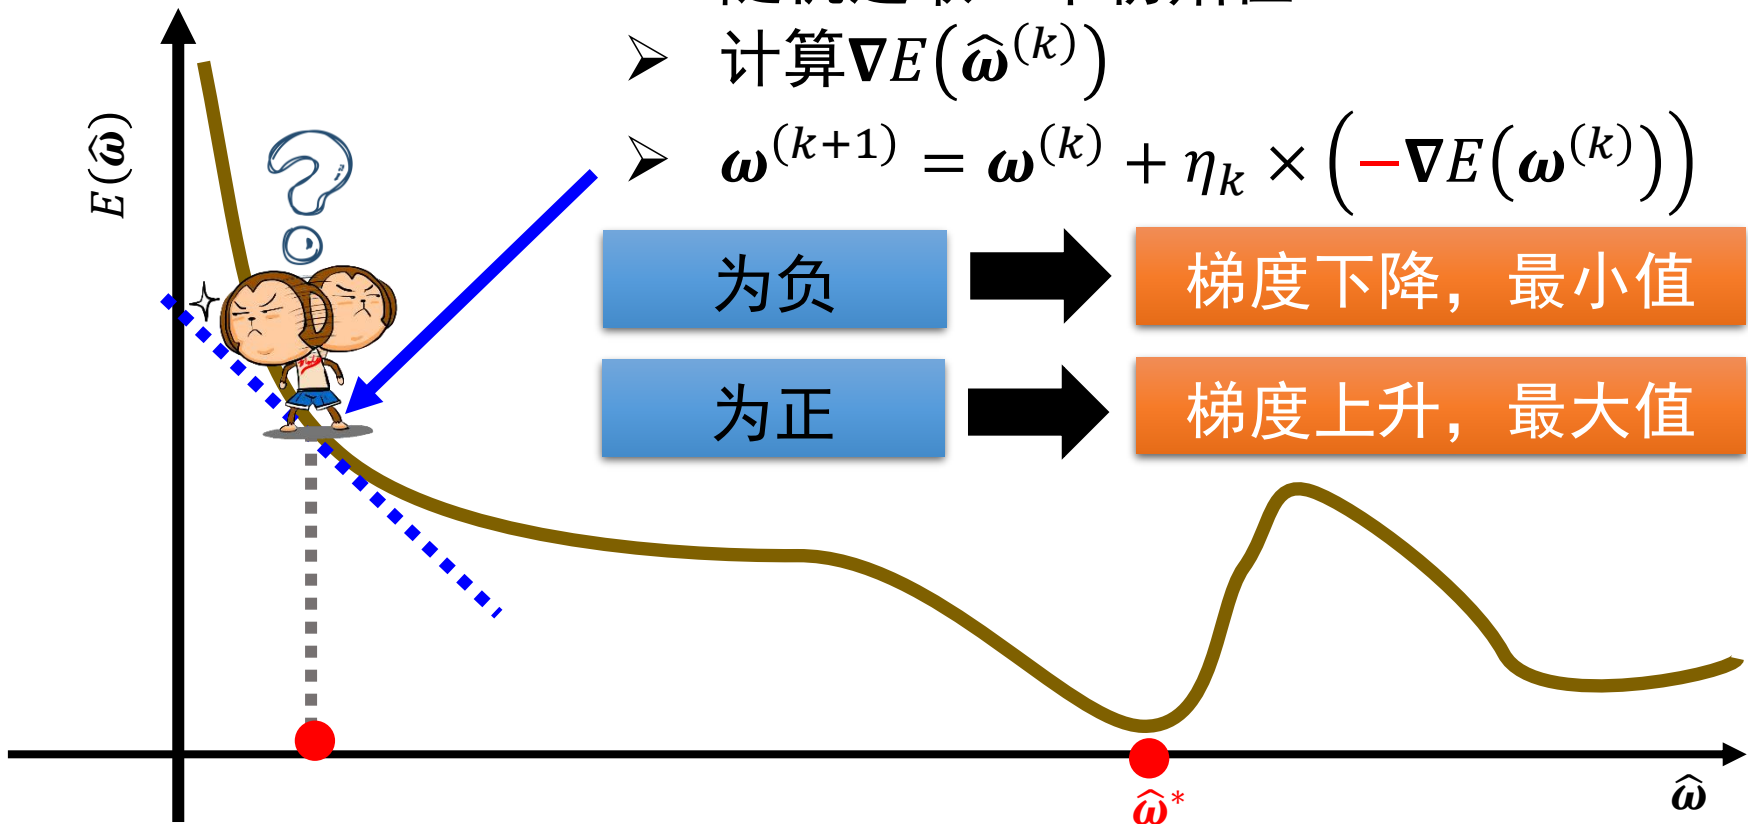 计算∇E(ω̂^(k))
ω^(k+1) = ω^(k) + η_k × (−∇E(ω^(k)))
E(ω̂)
为负
梯度下降，最小值
为正
梯度上升，最大值
ω̂*
ω̂